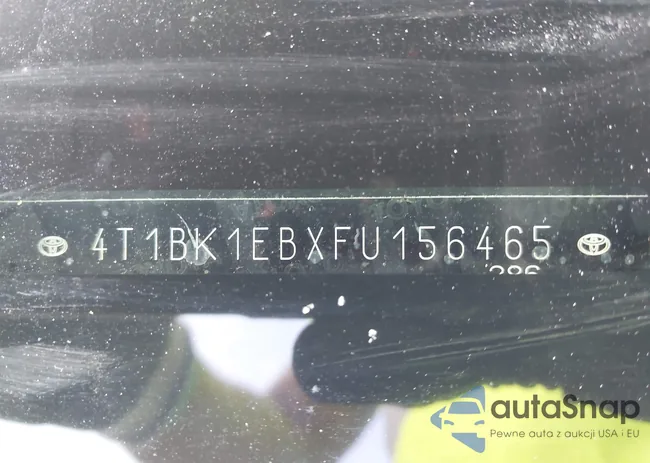 4T1BK1EBXFU156465
286
autaSnap
Pewne auta z aukcji USA i EU